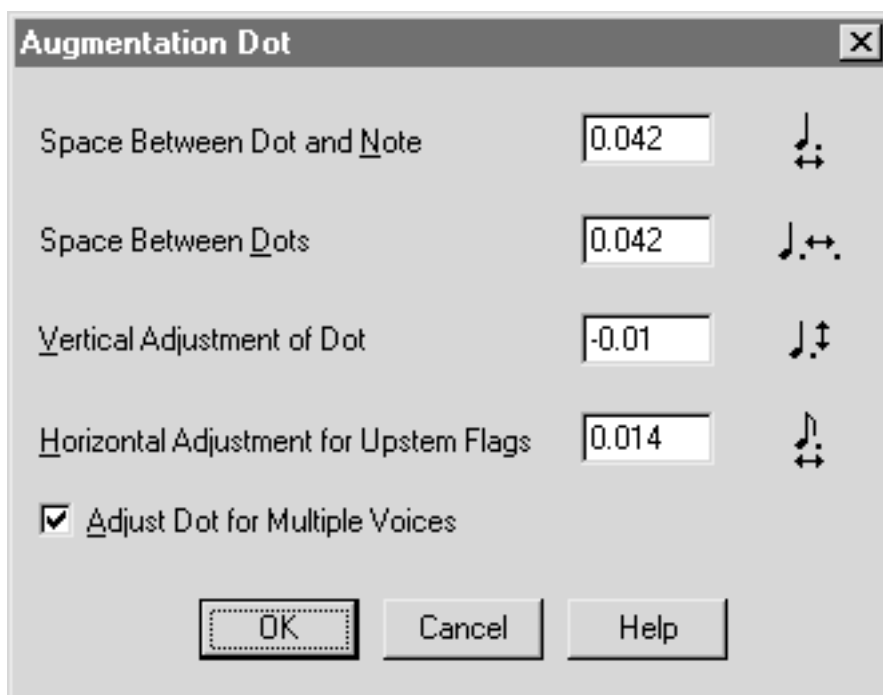 Augmentation Dot
Space Between Dot and Note 0.042
Space Between Dots 0.042
Vertical Adjustment of Dot -0.01
Horizontal Adjustment for Upstem Flags 0.014
Adjust Dot for Multiple Voices
OK Cancel Help